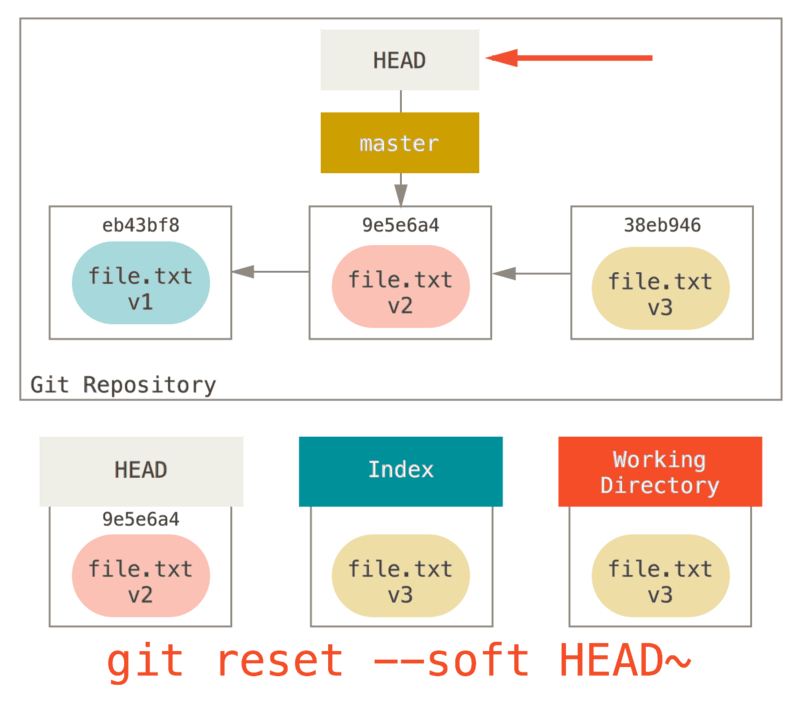 HEAD
master
eb43bf8
9e5e6a4
38eb946
file.txt
v1
file.txt
v2
file.txt
v3
Git Repository
HEAD
Index
Working
Directory
9e5e6a4
file.txt
v2
file.txt
v3
file.txt
v3
git reset --soft HEAD~